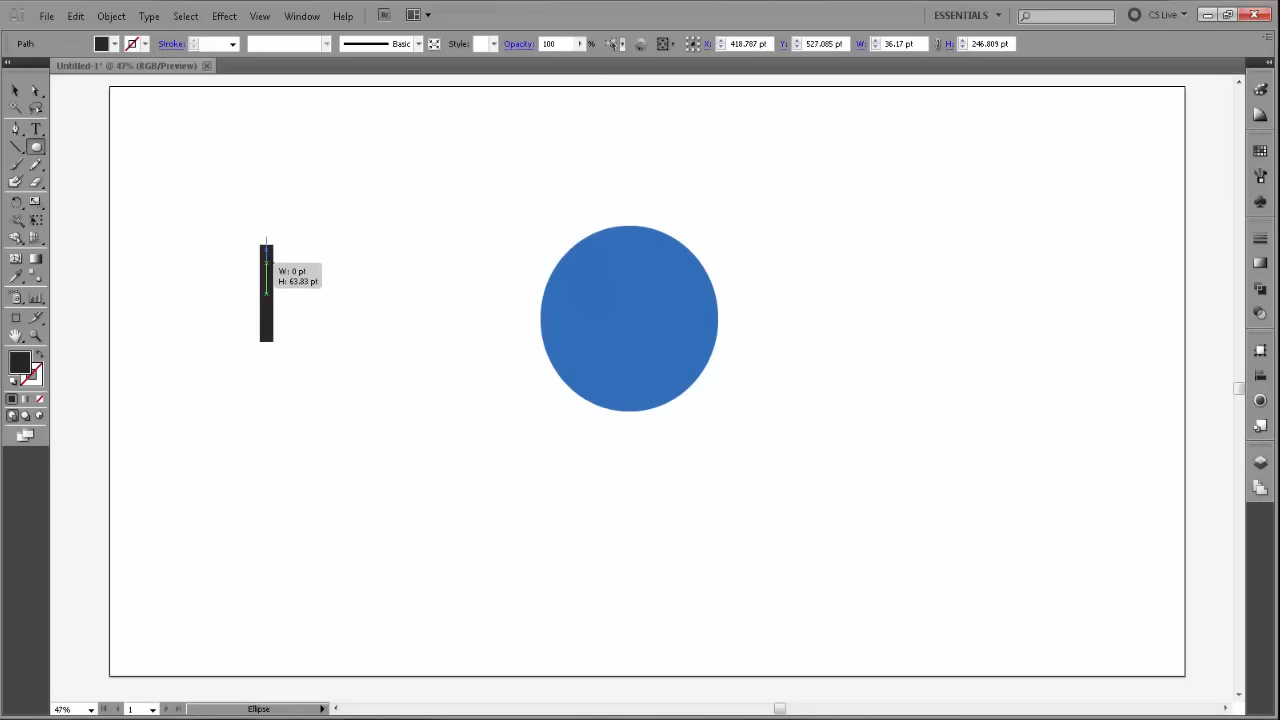 Ai File Edit Object Type Select Effect View Window Help Br ESSENTIALS CS Live
Path Stroke: Basic Style: Opacity: 100 % X: 418.787 pt Y: 527.085 pt W: 36.17 pt H: 246.809 pt
Untitled-1* @ 47% (RGB/Preview)
T
W: 0 pt
H: 63.83 pt
47% 1 Ellipse